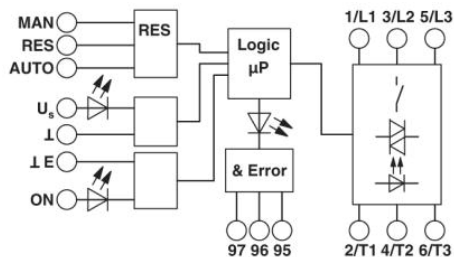 MAN
RES
AUTO
RES
Us
⊥
⊥ E
ON
Logic
µP
& Error
97 96 95
1/L1 3/L2 5/L3
2/T1 4/T2 6/T3